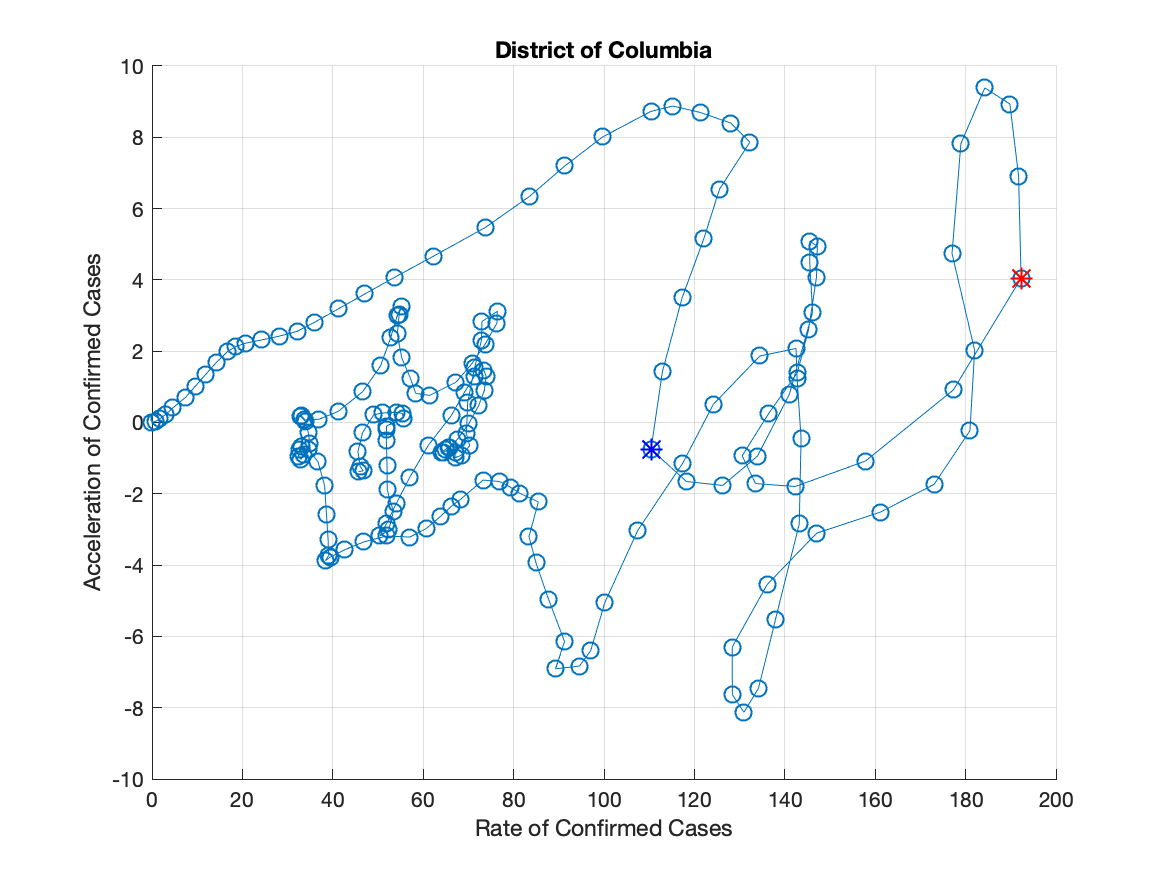 District of Columbia
Acceleration of Confirmed Cases
10
8
6
4
2
0
-2
-4
-6
-8
-10
0 20 40 60 80 100 120 140 160 180 200
Rate of Confirmed Cases